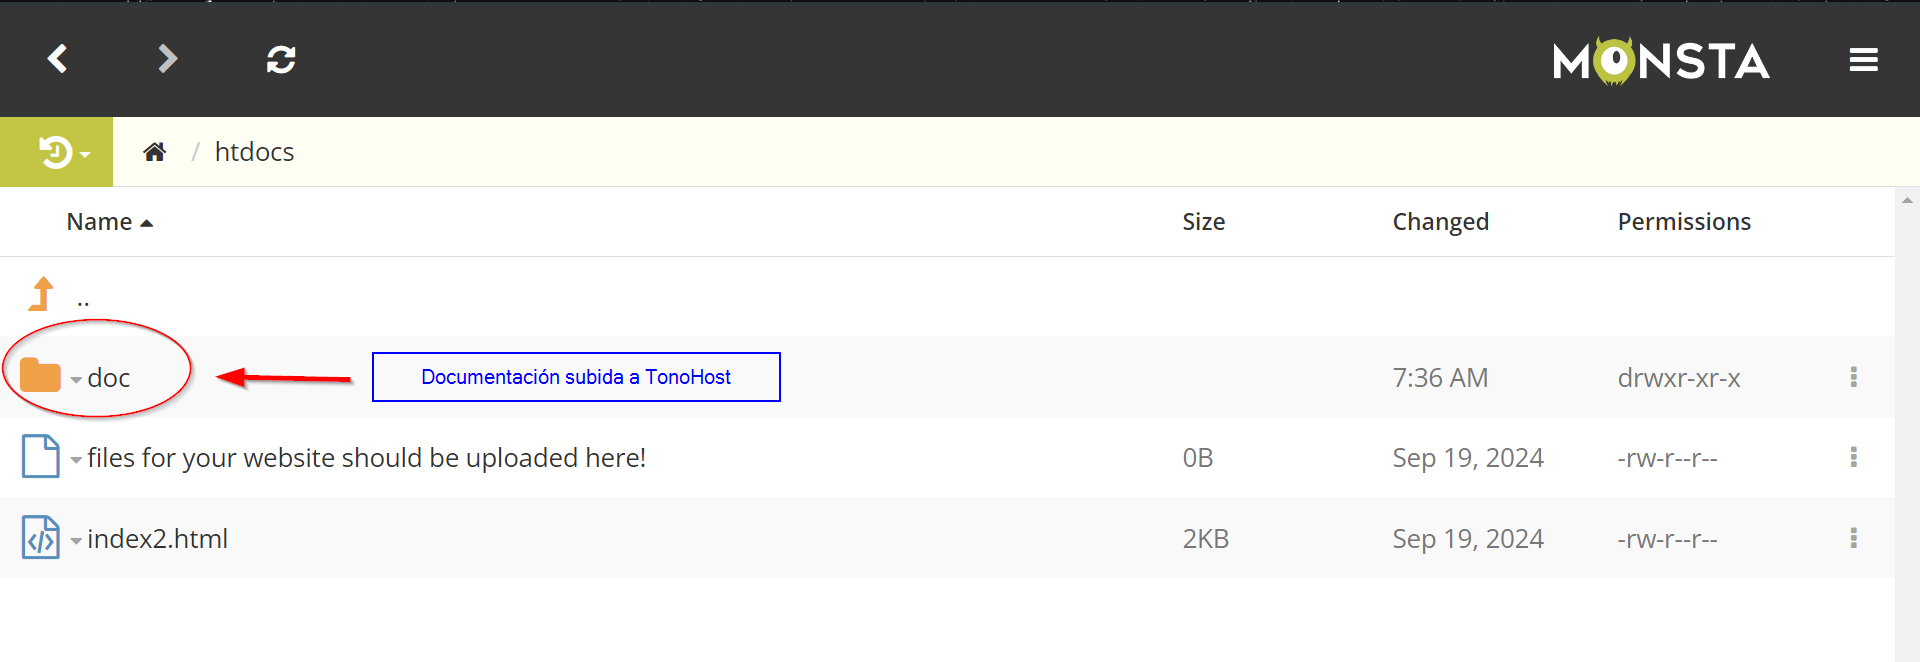 MONSTA
/ htdocs
Name Size Changed Permissions
..
doc Documentación subida a TonoHost 7:36 AM drwxr-xr-x
files for your website should be uploaded here! 0B Sep 19, 2024 -rw-r--r--
index2.html 2KB Sep 19, 2024 -rw-r--r--